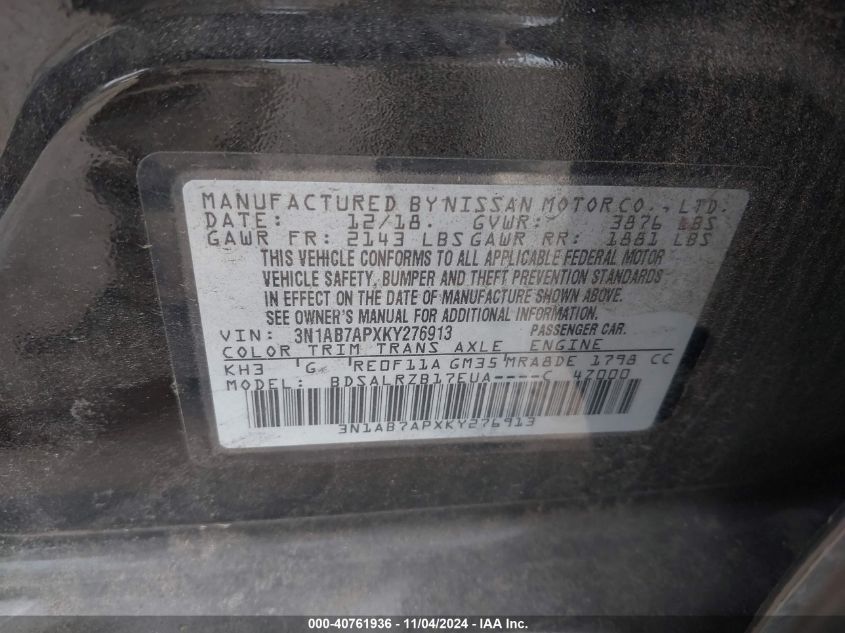 MANUFACTURED BY NISSAN MOTOR CO., LTD.
DATE: 12/18. GVWR: 3876 LBS
GAWR FR: 2143 LBS GAWR RR: 1881 LBS
THIS VEHICLE CONFORMS TO ALL APPLICABLE FEDERAL MOTOR
VEHICLE SAFETY, BUMPER AND THEFT PREVENTION STANDARDS
IN EFFECT ON THE DATE OF MANUFACTURE SHOWN ABOVE.
SEE OWNER'S MANUAL FOR ADDITIONAL INFORMATION.
VIN: 3N1AB7APXKY276913 PASSENGER CAR.
COLOR TRIM TRANS AXLE ENGINE
KH3 G RE0F11A GM35 MRA8DE 1798 CC
MODEL: BDSALRZB17EUA----C 47000
3N1AB7APXKY276913
000-40761936 - 11/04/2024 - IAA Inc.